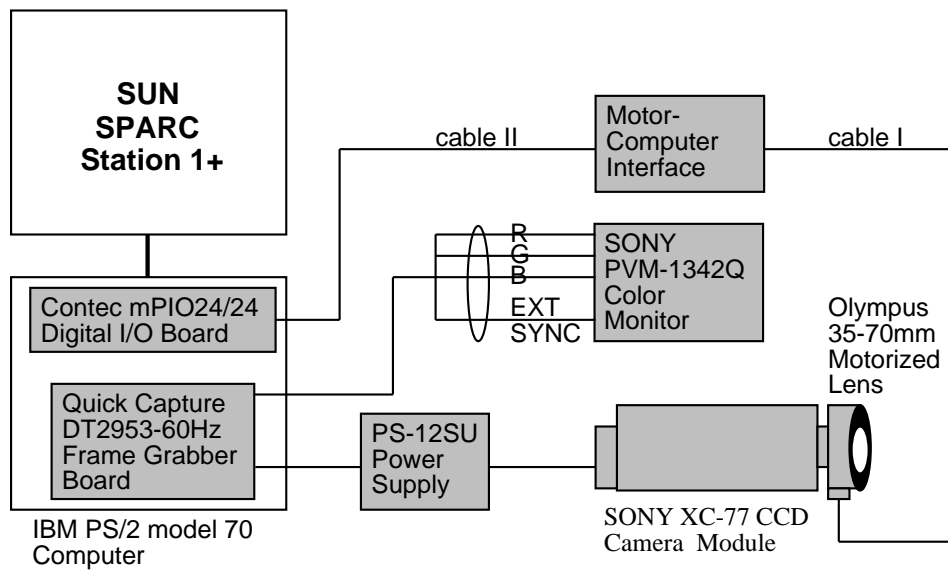 SUN
SPARC
Station 1+
cable II
Motor-
Computer
Interface
cable I
R
G
B
EXT
SYNC
SONY
PVM-1342Q
Color
Monitor
Contec mPIO24/24
Digital I/O Board
Olympus
35-70mm
Motorized
Lens
Quick Capture
DT2953-60Hz
Frame Grabber
Board
PS-12SU
Power
Supply
SONY XC-77 CCD
Camera Module
IBM PS/2 model 70
Computer